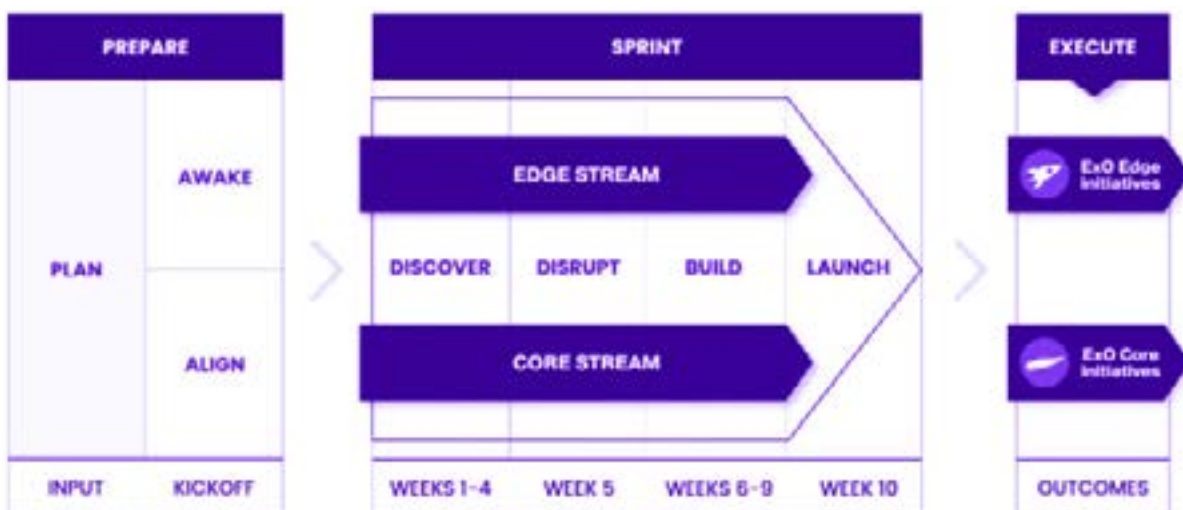 PREPARE
SPRINT
EXECUTE
AWAKE
EDGE STREAM
ExO Edge
Initiatives
PLAN
DISCOVER
DISRUPT
BUILD
LAUNCH
ALIGN
CORE STREAM
ExO Core
Initiatives
INPUT
KICKOFF
WEEKS 1-4
WEEK 5
WEEKS 6-9
WEEK 10
OUTCOMES